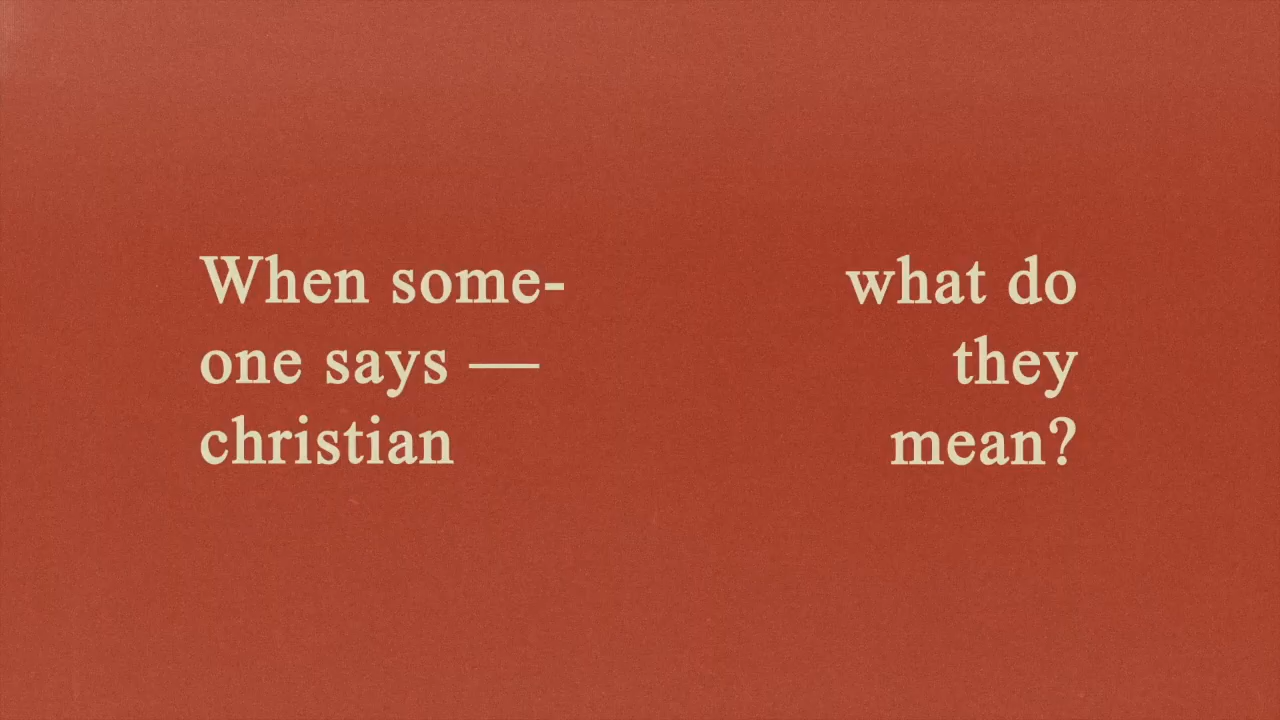 When some-
one says —
christian
what do
they
mean?